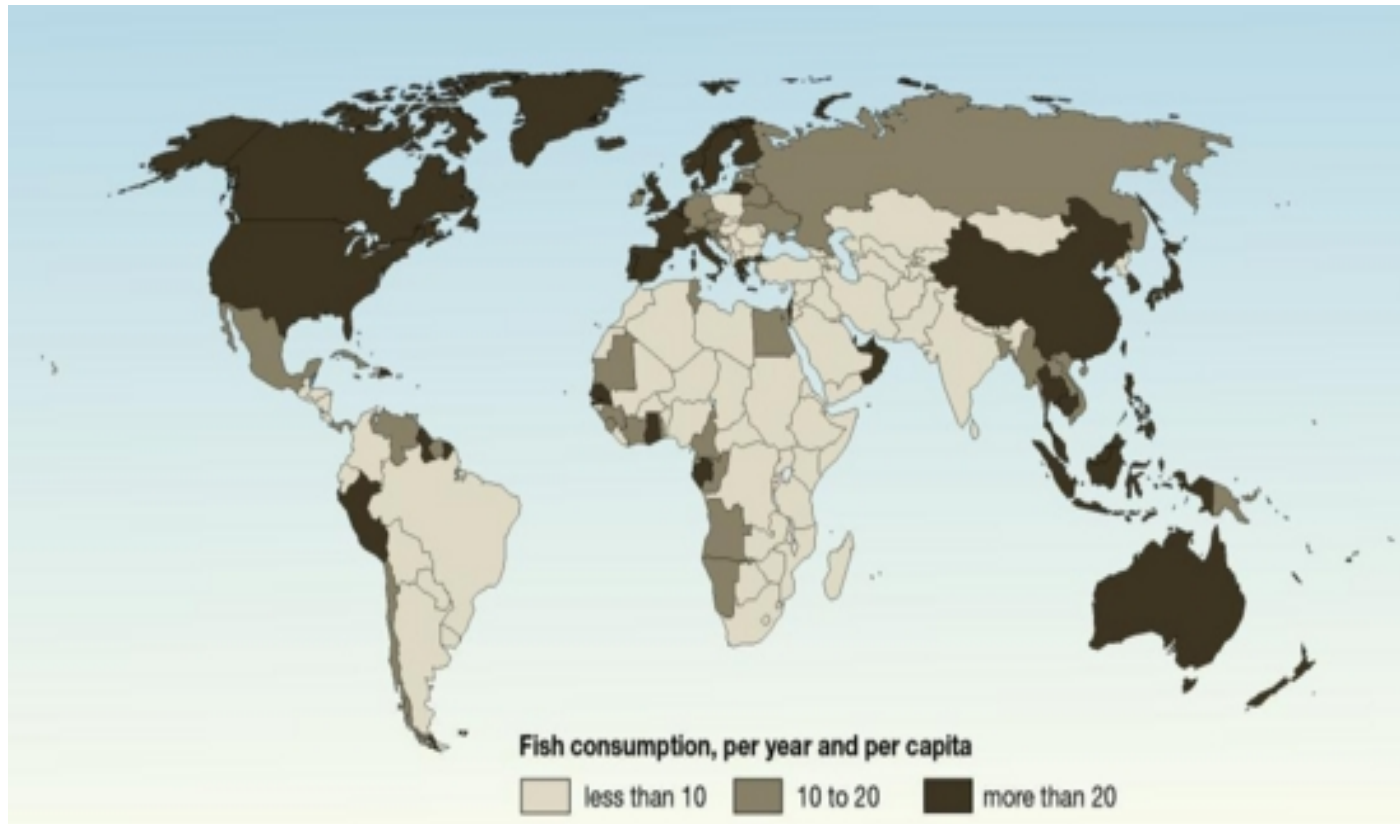 Fish consumption, per year and per capita
less than 10 10 to 20 more than 20